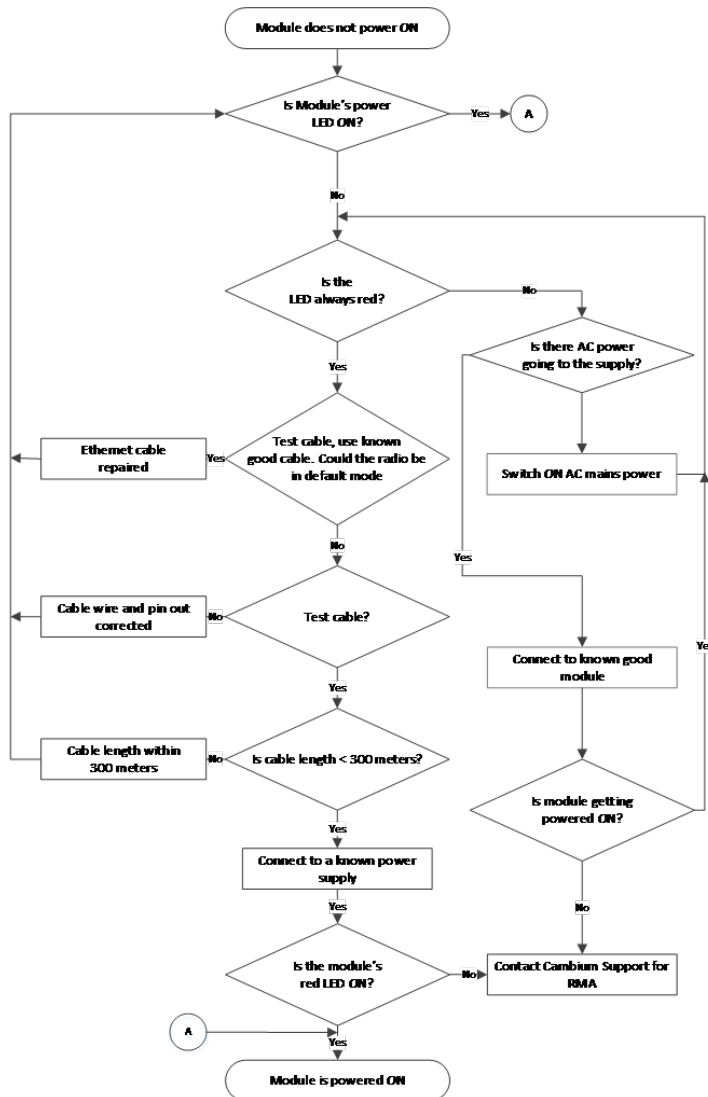 Module does not power ON
Is Module's power
LED ON?
Yes
A
No
Is the
LED always red?
No
Is there AC power
going to the supply?
Yes
Test cable, use known
good cable. Could the radio be
in default mode
Yes
Ethernet cable
repaired
Switch ON AC mains power
No
Yes
Test cable?
No
Cable wire and pin out
corrected
Connect to known good
module
Yes
Yes
Is cable length < 300 meters?
No
Cable length within
300 meters
Is module getting
powered ON?
Yes
Connect to a known power
supply
Yes
No
Is the module's
red LED ON?
No
Contact Cambium Support for
RMA
A
Yes
Module is powered ON